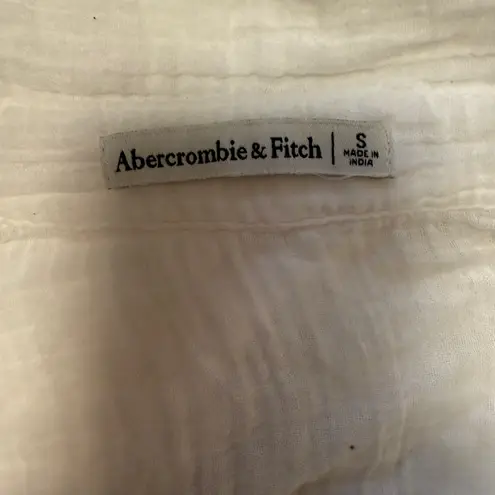 Abercrombie & Fitch | S
MADE IN
INDIA